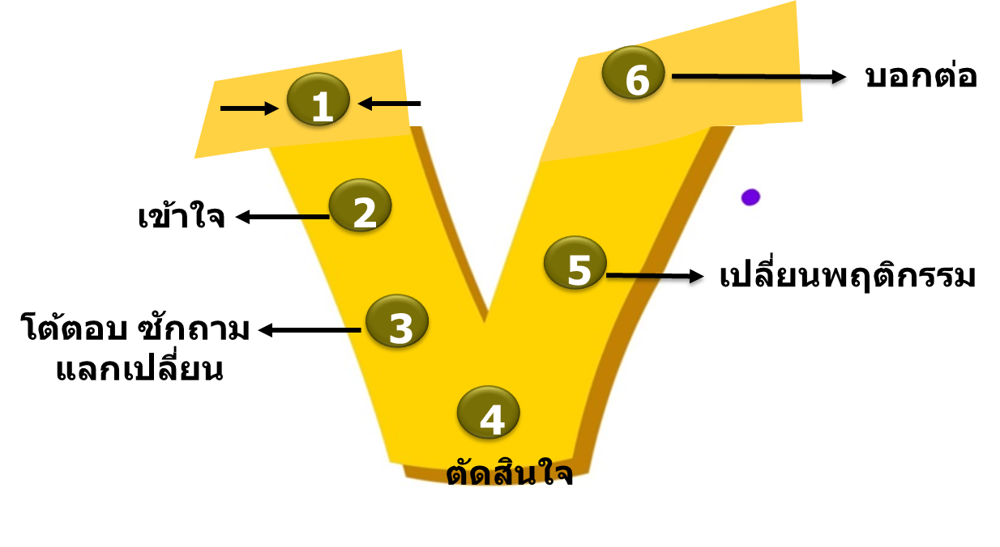 1
2
เข้าใจ
3
โต้ตอบ ซักถาม
แลกเปลี่ยน
4
ตัดสินใจ
5
เปลี่ยนพฤติกรรม
6
บอกต่อ